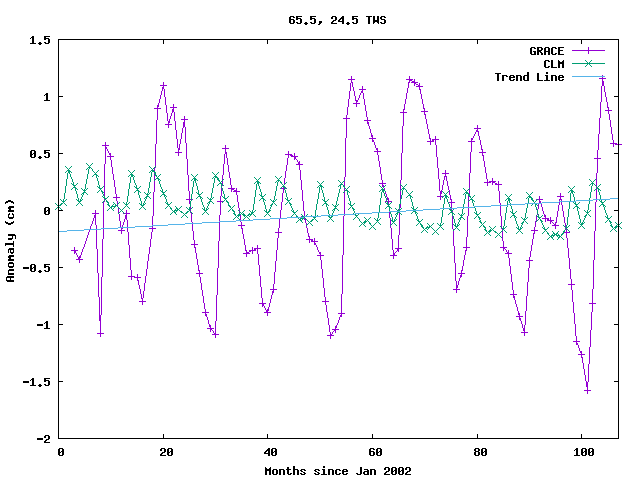 65.5, 24.5 TWS
GRACE
CLM
Trend Line
1.5
1
0.5
0
-0.5
-1
-1.5
-2
Anomaly (cm)
0 20 40 60 80 100
Months since Jan 2002